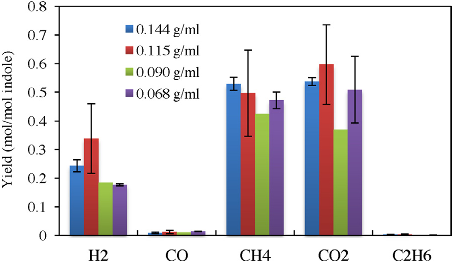 Yield (mol/mol indole)
0.8
0.7
0.6
0.5
0.4
0.3
0.2
0.1
0
0.144 g/ml
0.115 g/ml
0.090 g/ml
0.068 g/ml
H2 CO CH4 CO2 C2H6